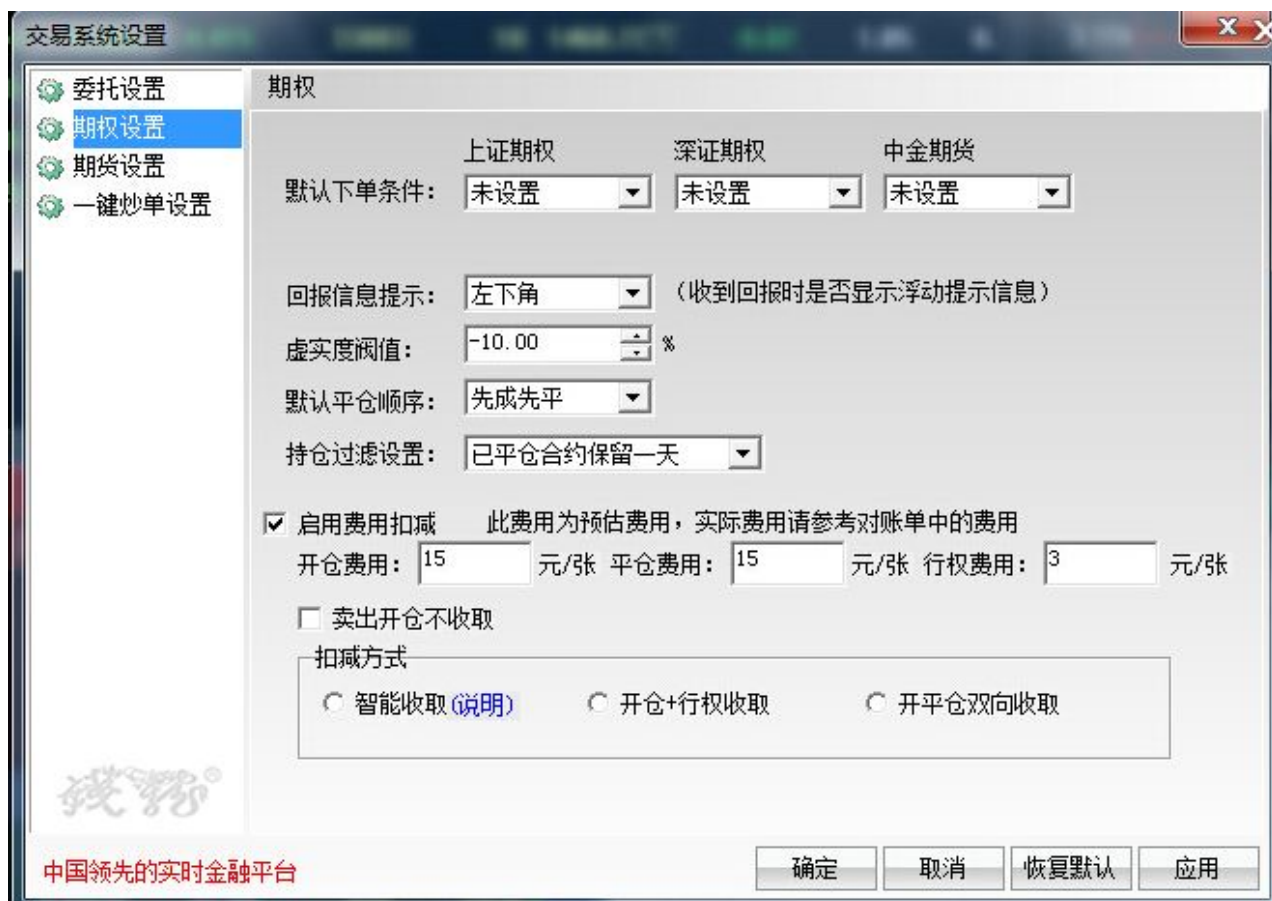 交易系统设置
委托设置
期权设置
期货设置
一键炒单设置
期权
上证期权 深证期权 中金期货
默认下单条件： 未设置 未设置 未设置
回报信息提示： 左下角 （收到回报时是否显示浮动提示信息）
虚实度阀值： -10.00 %
默认平仓顺序： 先成先平
持仓过滤设置： 已平仓合约保留一天
启用费用扣减 此费用为预估费用，实际费用请参考对账单中的费用
开仓费用： 15 元/张 平仓费用： 15 元/张 行权费用： 3 元/张
卖出开仓不收取
扣减方式
智能收取(说明) 开仓+行权收取 开平仓双向收取
中国领先的实时金融平台
确定 取消 恢复默认 应用